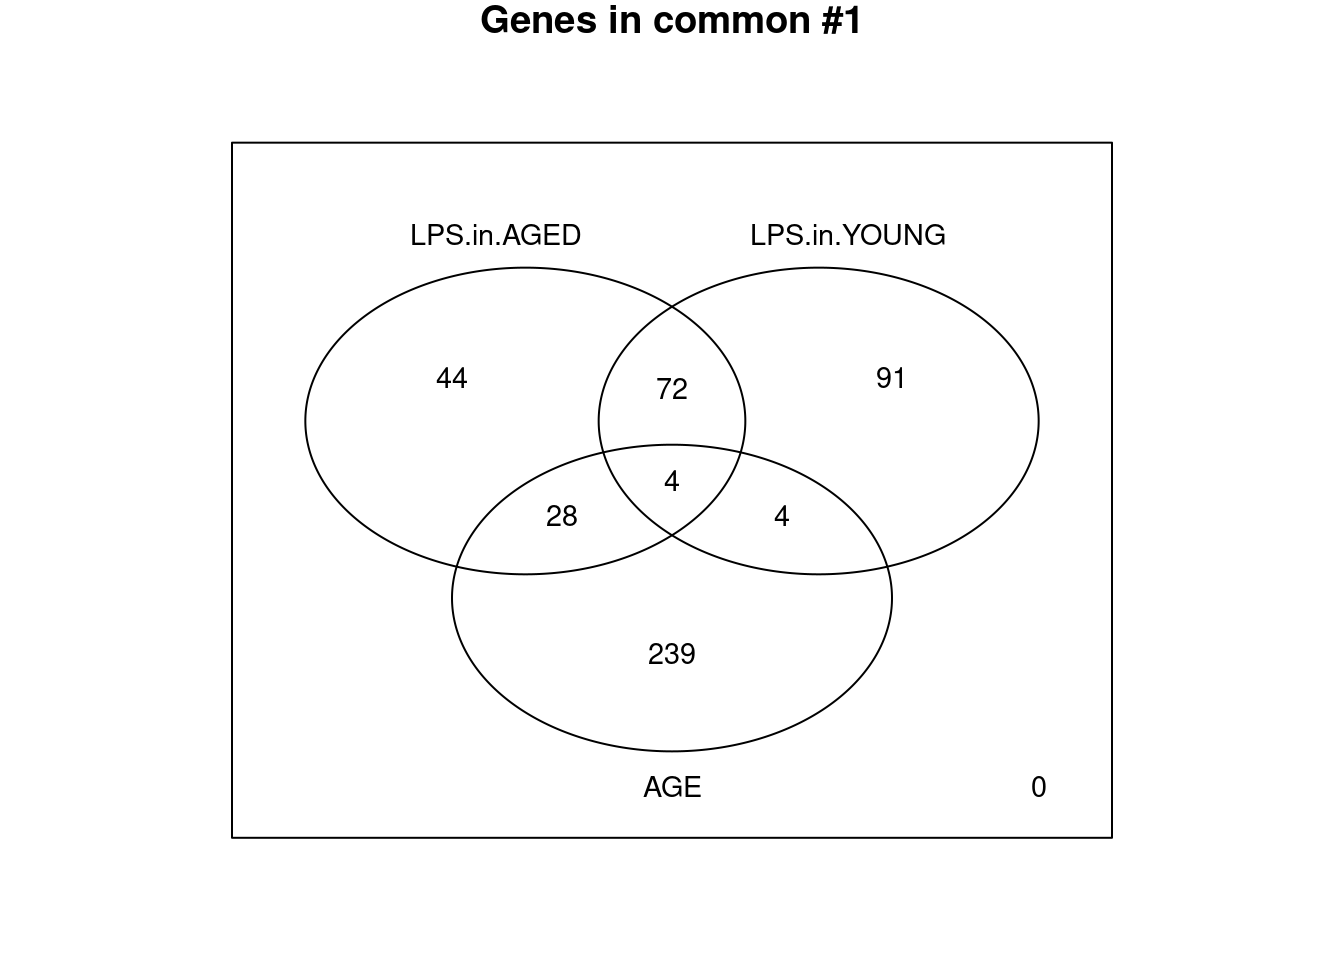 Genes in common #1
LPS.in.AGED LPS.in.YOUNG
44 72 91
4
28 4
239
AGE 0